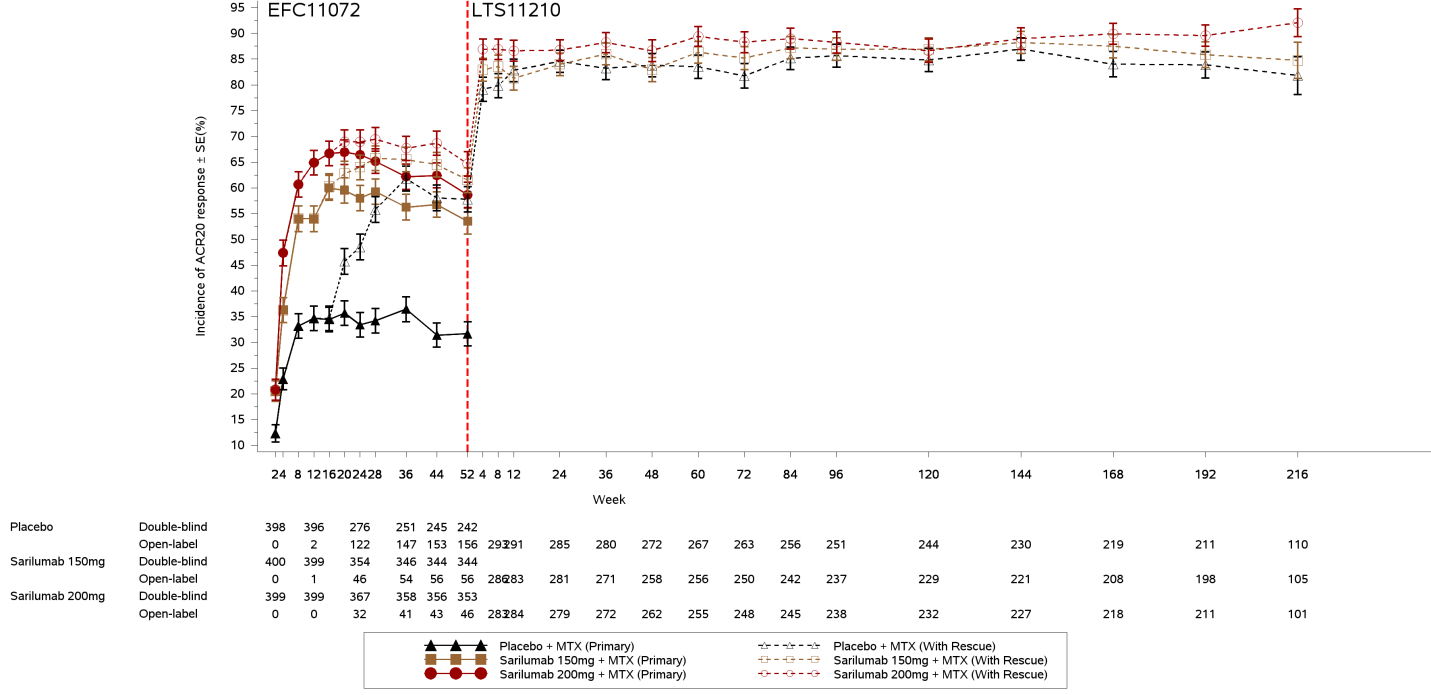 EFC11072 LTS11210
95
90
85
80
75
70
65
60
55
50
45
40
35
30
25
20
15
10
Incidence of ACR20 response ± SE(%)
2 4 8 12 16 20 24 28 36 44 52 4 8 12 24 36 48 60 72 84 96 120 144 168 192 216
Week
Placebo Double-blind 398 396 276 251 245 242
Open-label 0 2 122 147 153 156 293 291 285 280 272 267 263 256 251 244 230 219 211 110
Sarilumab 150mg Double-blind 400 399 354 346 344 344
Open-label 0 1 46 54 56 56 286 283 281 271 258 256 250 242 237 229 221 208 198 105
Sarilumab 200mg Double-blind 399 399 367 358 356 353
Open-label 0 0 32 41 43 46 283 284 279 272 262 255 248 245 238 232 227 218 211 101
Placebo + MTX (Primary) Placebo + MTX (With Rescue)
Sarilumab 150mg + MTX (Primary) Sarilumab 150mg + MTX (With Rescue)
Sarilumab 200mg + MTX (Primary) Sarilumab 200mg + MTX (With Rescue)